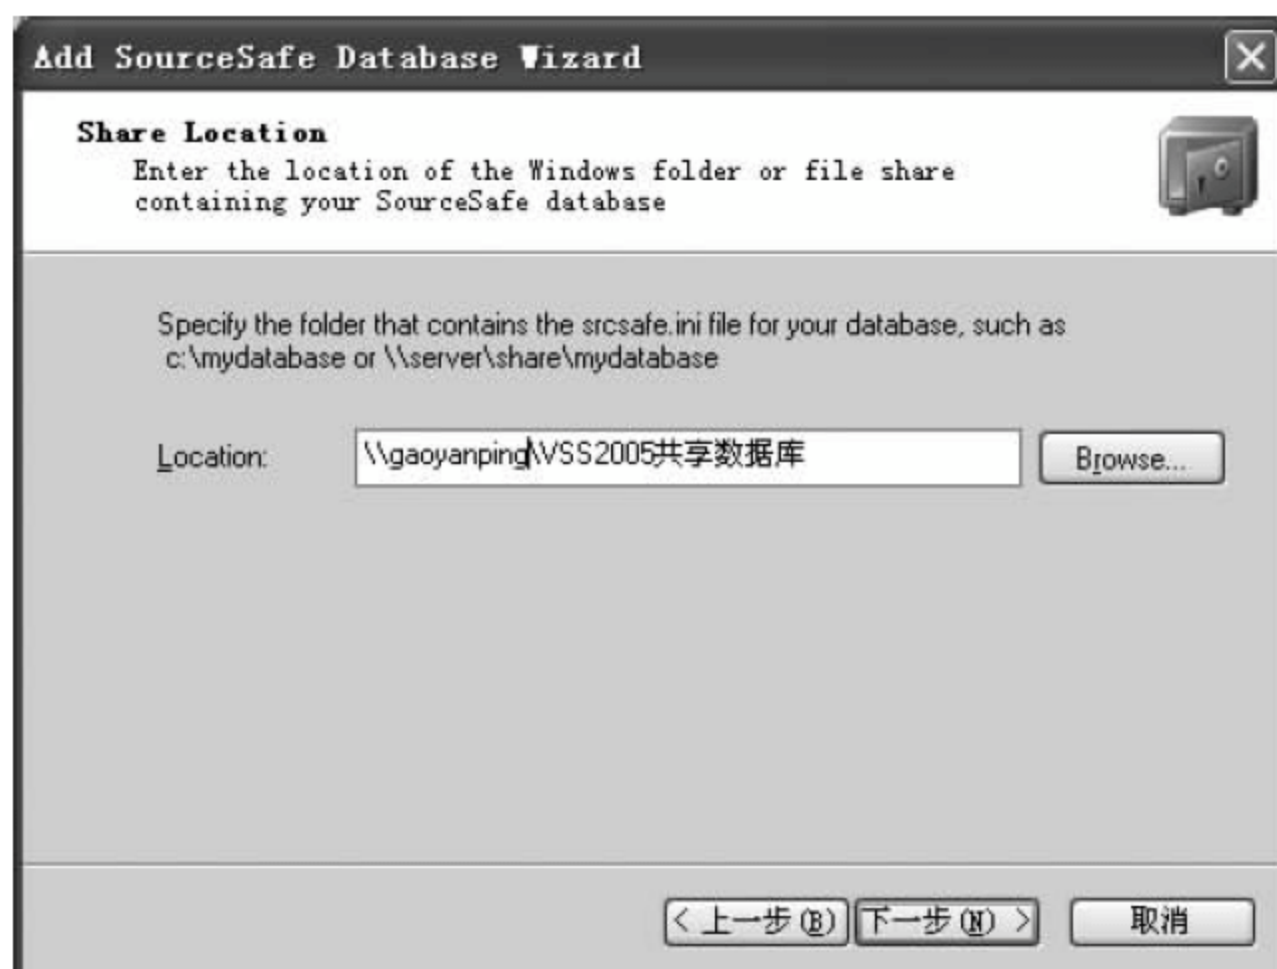 Add SourceSafe Database Wizard
Share Location
Enter the location of the Windows folder or file share
containing your SourceSafe database
Specify the folder that contains the srcsafe.ini file for your database, such as
c:\mydatabase or \\server\share\mydatabase
Location: \\gaoyanping\VSS2005共享数据库 Browse...
< 上一步(B) 下一步(N) > 取消